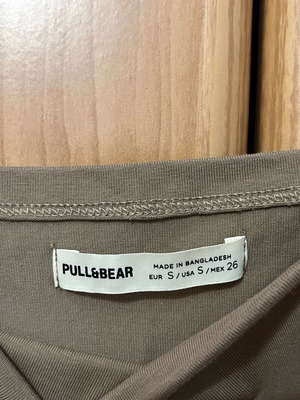 PULL&BEAR
MADE IN BANGLADESH
EUR S / USA S / MEX 26